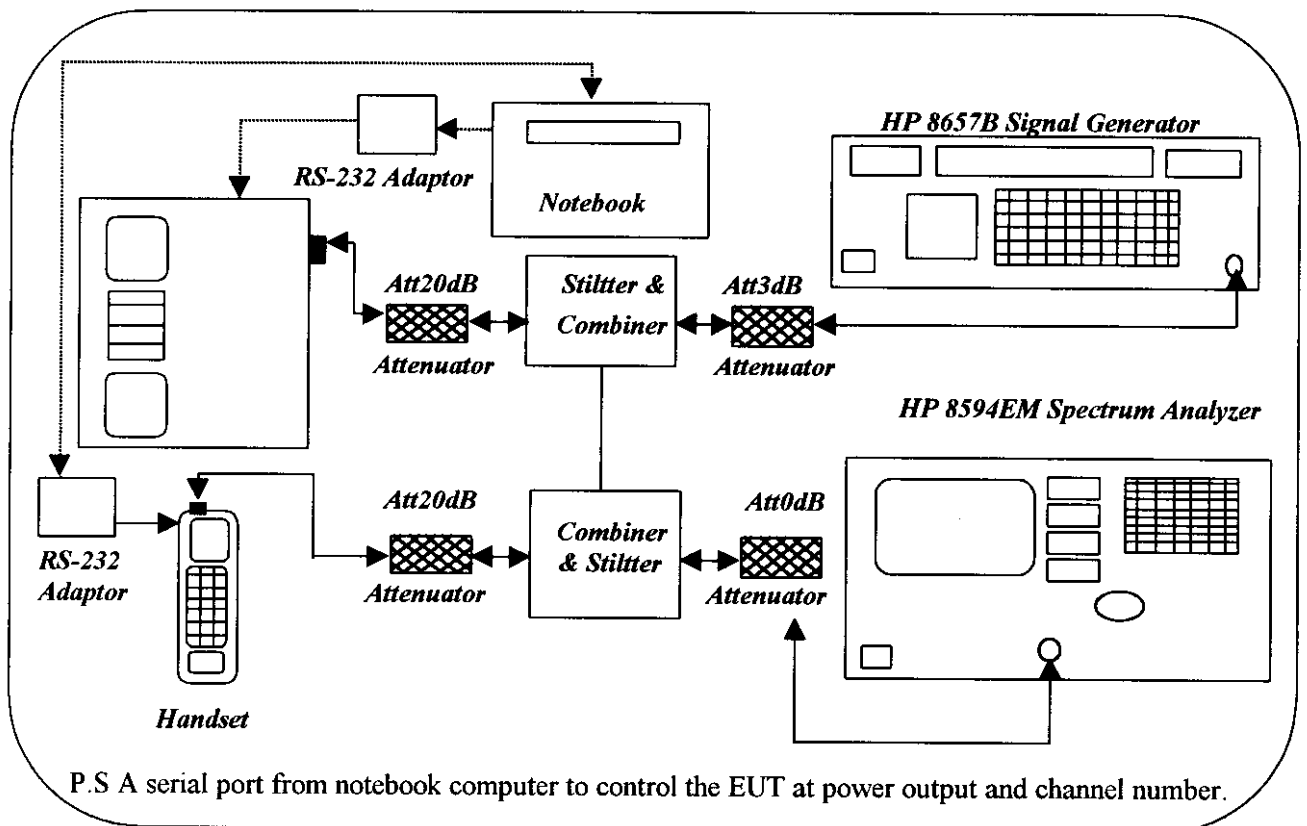 HP 8657B Signal Generator
RS-232 Adaptor
Notebook
Att20dB
Attenuator
Stiltter &
Combiner
Att3dB
Attenuator
HP 8594EM Spectrum Analyzer
RS-232
Adaptor
Handset
Att20dB
Attenuator
Combiner
& Stiltter
Att0dB
Attenuator
P.S A serial port from notebook computer to control the EUT at power output and channel number.